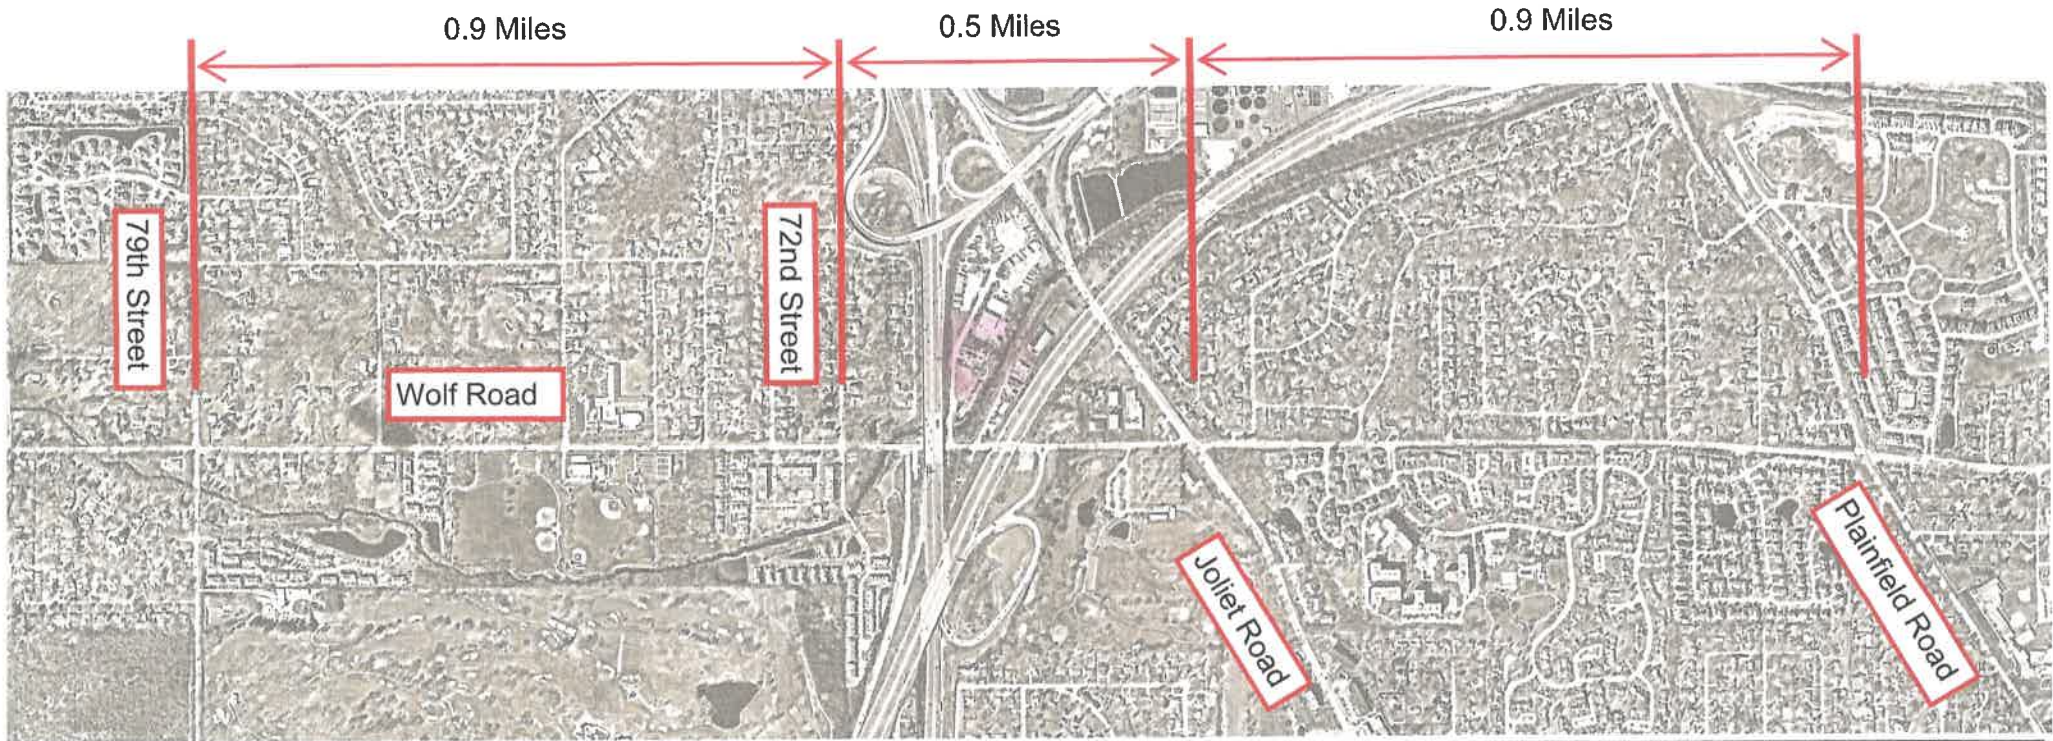 0.9 Miles
0.5 Miles
0.9 Miles
79th Street
72nd Street
Wolf Road
Joliet Road
Plainfield Road